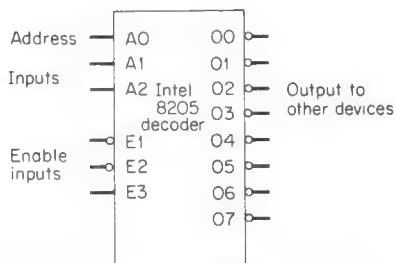 Address
Inputs
Enable
inputs
A0
A1
A2
E1
E2
E3
Intel
8205
decoder
O0
O1
O2
O3
O4
O5
O6
O7
Output to
other devices